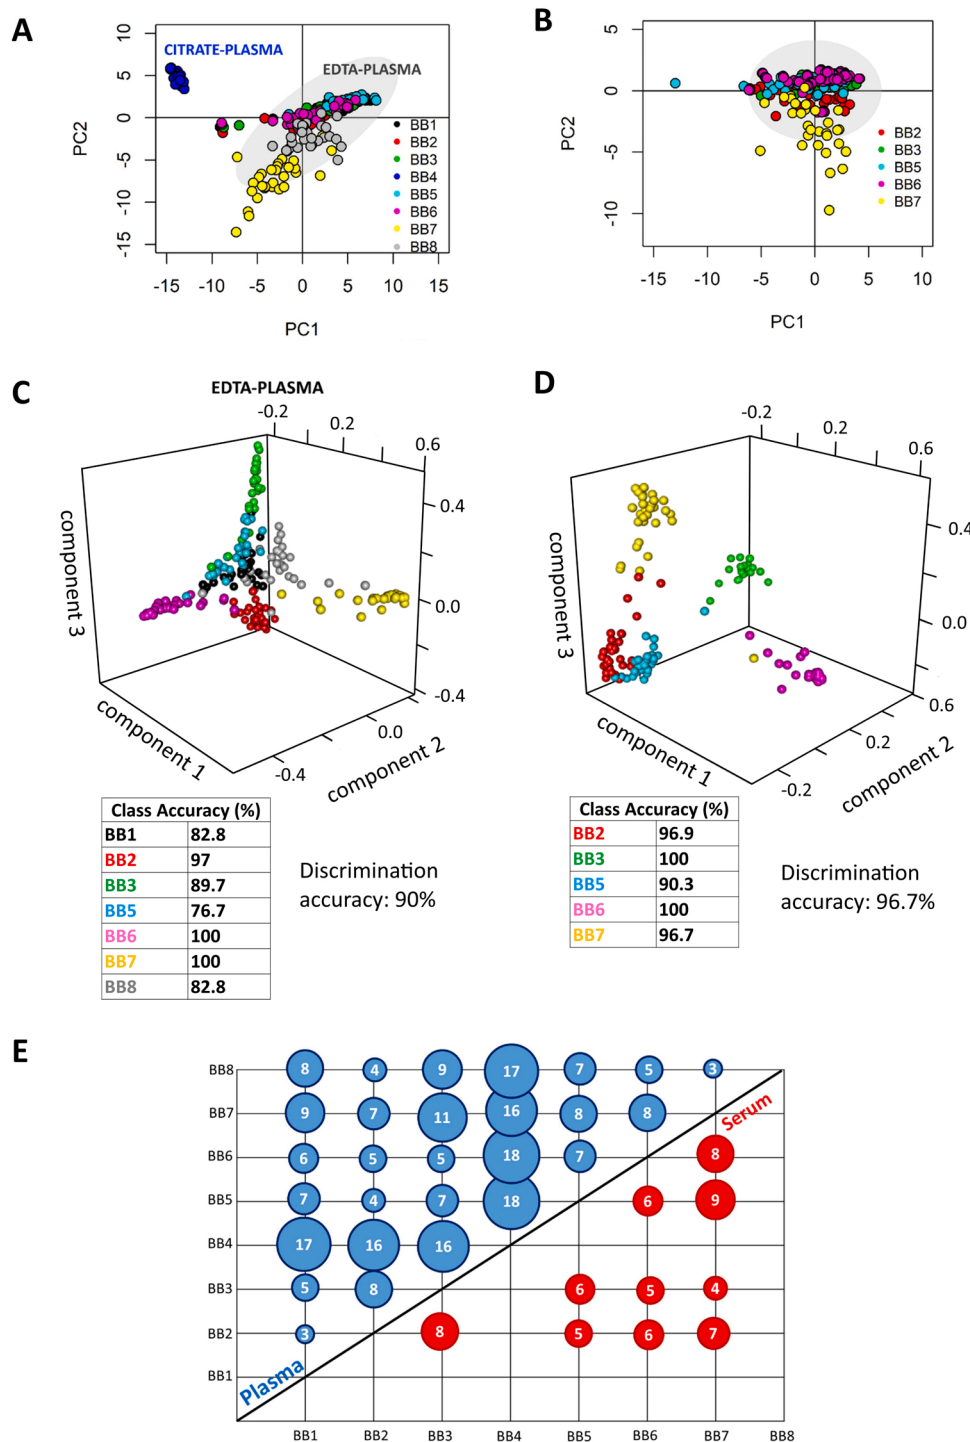 A
10
5
0
-5
-10
-15
PC2
CITRATE-PLASMA
EDTA-PLASMA
BB1
BB2
BB3
BB4
BB5
BB6
BB7
BB8
-15
-10
-5
0
5
10
15
PC1
B
5
0
-5
-10
PC2
BB2
BB3
BB5
BB6
BB7
-15
-10
-5
0
5
10
PC1
C
EDTA-PLASMA
-0.2
0.2
0.6
0.4
0.0
-0.4
0.0
-0.4
component 3
component 1
component 2
Class Accuracy (%)
BB1 82.8
BB2 97
BB3 89.7
BB5 76.7
BB6 100
BB7 100
BB8 82.8
Discrimination
accuracy: 90%
D
-0.2
0.2
0.6
0.4
0.0
0.6
0.2
-0.2
component 3
component 1
component 2
Class Accuracy (%)
BB2 96.9
BB3 100
BB5 90.3
BB6 100
BB7 96.7
Discrimination
accuracy: 96.7%
E
BB8 8 4 9 17 7 5 3
BB7 9 7 11 16 8 8
Serum
BB6 6 5 5 18 7 8
BB5 7 4 7 18 6 9
BB4 17 16 16
BB3 5 8 6 5 4
BB2 3 8 5 6 7
BB1
Plasma
BB1 BB2 BB3 BB4 BB5 BB6 BB7 BB8